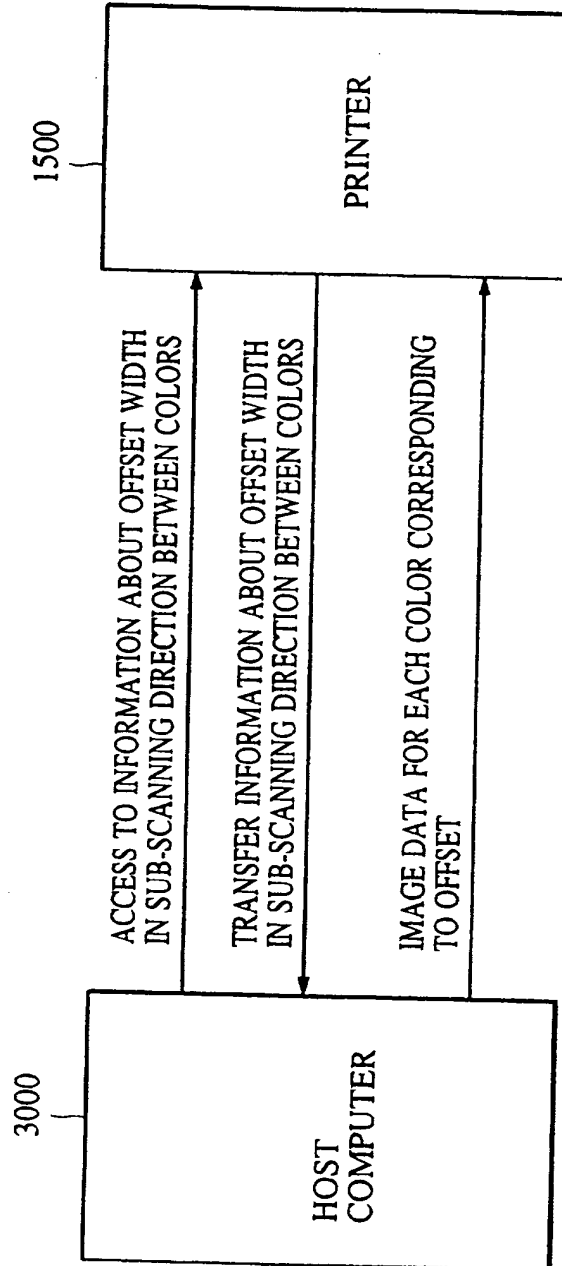 3000
HOST
COMPUTER
ACCESS TO INFORMATION ABOUT OFFSET WIDTH
IN SUB-SCANNING DIRECTION BETWEEN COLORS
TRANSFER INFORMATION ABOUT OFFSET WIDTH
IN SUB-SCANNING DIRECTION BETWEEN COLORS
IMAGE DATA FOR EACH COLOR CORRESPONDING
TO OFFSET
1500
PRINTER